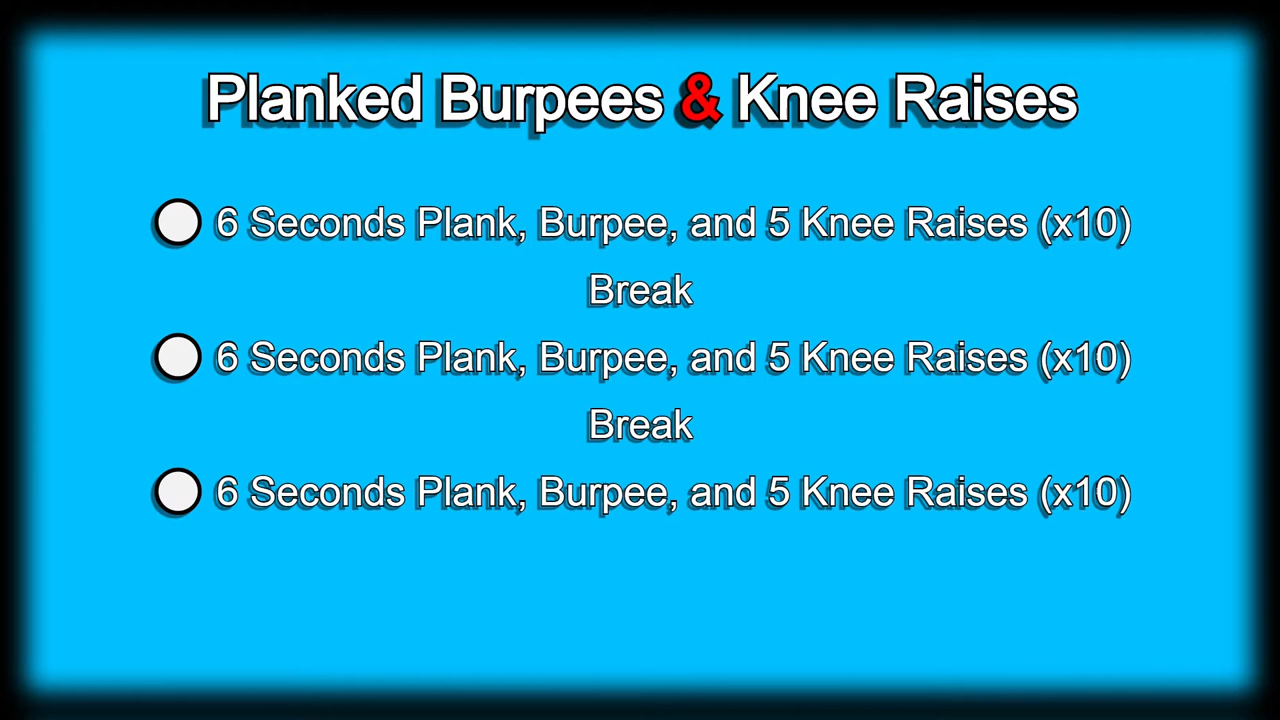 Planked Burpees & Knee Raises
6 Seconds Plank, Burpee, and 5 Knee Raises (x10)
Break
6 Seconds Plank, Burpee, and 5 Knee Raises (x10)
Break
6 Seconds Plank, Burpee, and 5 Knee Raises (x10)